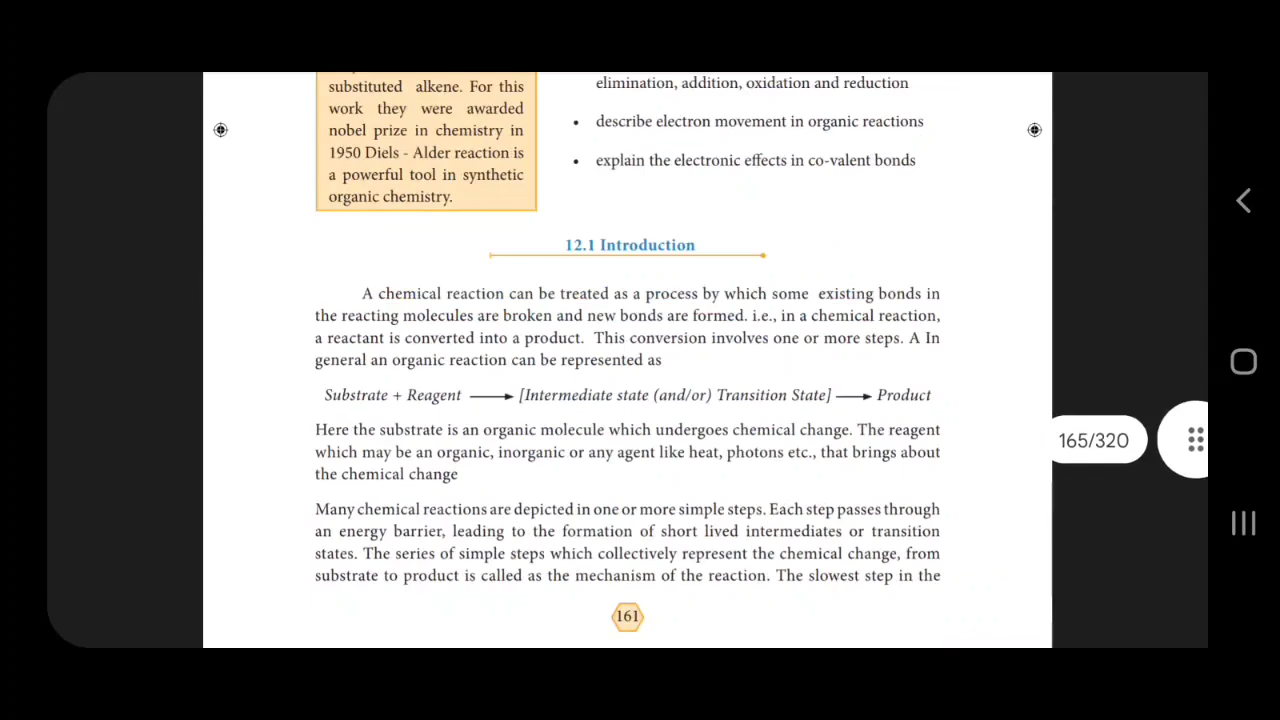 substituted alkene. For this
work they were awarded
nobel prize in chemistry in
1950 Diels - Alder reaction is
a powerful tool in synthetic
organic chemistry.
elimination, addition, oxidation and reduction
• describe electron movement in organic reactions
• explain the electronic effects in co-valent bonds
12.1 Introduction
A chemical reaction can be treated as a process by which some existing bonds in
the reacting molecules are broken and new bonds are formed. i.e., in a chemical reaction,
a reactant is converted into a product. This conversion involves one or more steps. A In
general an organic reaction can be represented as
Substrate + Reagent ⟶ [Intermediate state (and/or) Transition State] ⟶ Product
Here the substrate is an organic molecule which undergoes chemical change. The reagent
which may be an organic, inorganic or any agent like heat, photons etc., that brings about
the chemical change
Many chemical reactions are depicted in one or more simple steps. Each step passes through
an energy barrier, leading to the formation of short lived intermediates or transition
states. The series of simple steps which collectively represent the chemical change, from
substrate to product is called as the mechanism of the reaction. The slowest step in the
161
165/320